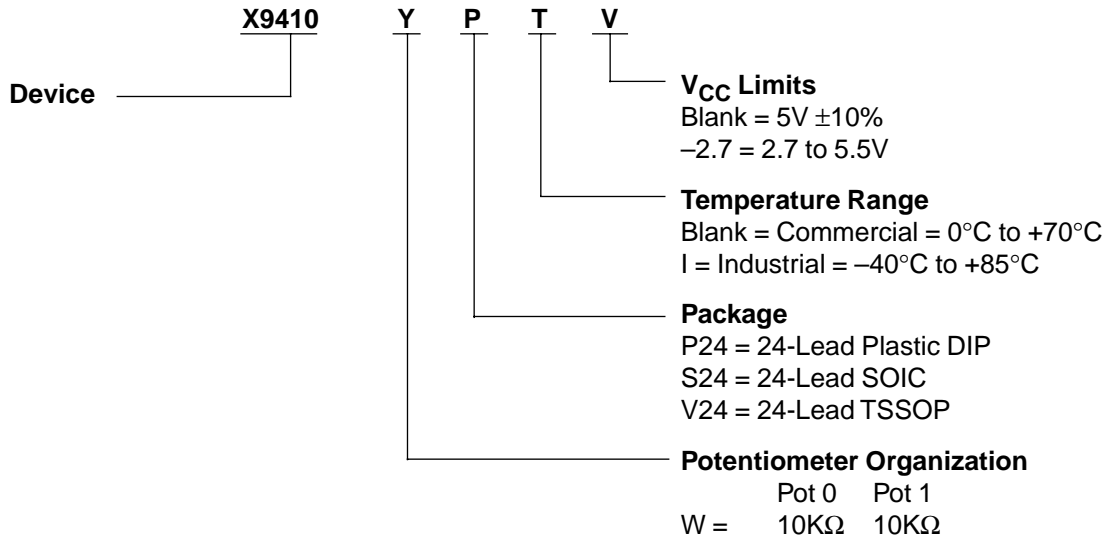 X9410 Y P T V
Device
VCC Limits
Blank = 5V ±10%
–2.7 = 2.7 to 5.5V
Temperature Range
Blank = Commercial = 0°C to +70°C
I = Industrial = –40°C to +85°C
Package
P24 = 24-Lead Plastic DIP
S24 = 24-Lead SOIC
V24 = 24-Lead TSSOP
Potentiometer Organization
Pot 0 Pot 1
W = 10KΩ 10KΩ